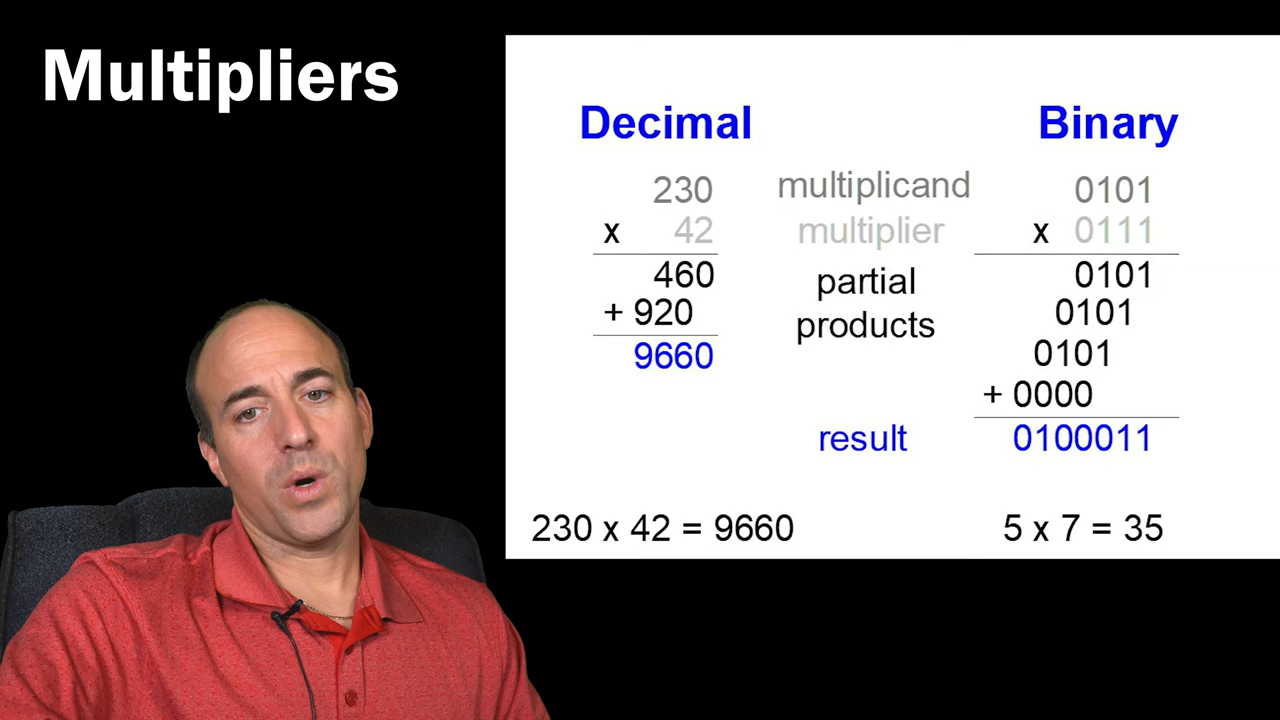 Multipliers
Decimal
Binary
230 multiplicand 0101
x 42 multiplier x 0111
460 partial 0101
+ 920 products 0101
9660 0101
+ 0000
result 0100011
230 x 42 = 9660
5 x 7 = 35